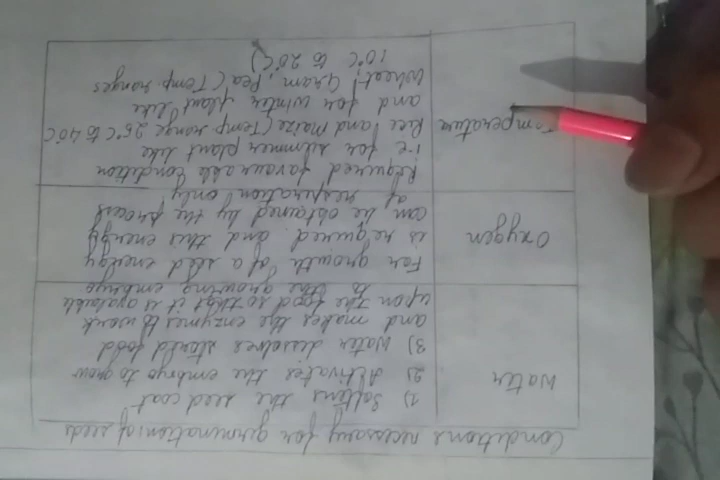 Conditions necessary for germination of seeds
Water
1) Softens the seed coat
2) Activates the embryo to grow
3) Water dissolves stored food
and makes the enzymes to work
upon the food so that it is available
to the growing embryo
Oxygen
For growth of a seed energy
is required and this energy
can be obtained by the process
of respiration only
Temperature
Required favourable condition
i.e for summer plant like
Rice and maize (Temp. range 25°C to 40°C
and for winter plant like
Wheat, Gram, Pea (Temp. ranges
10°C to 20°C)